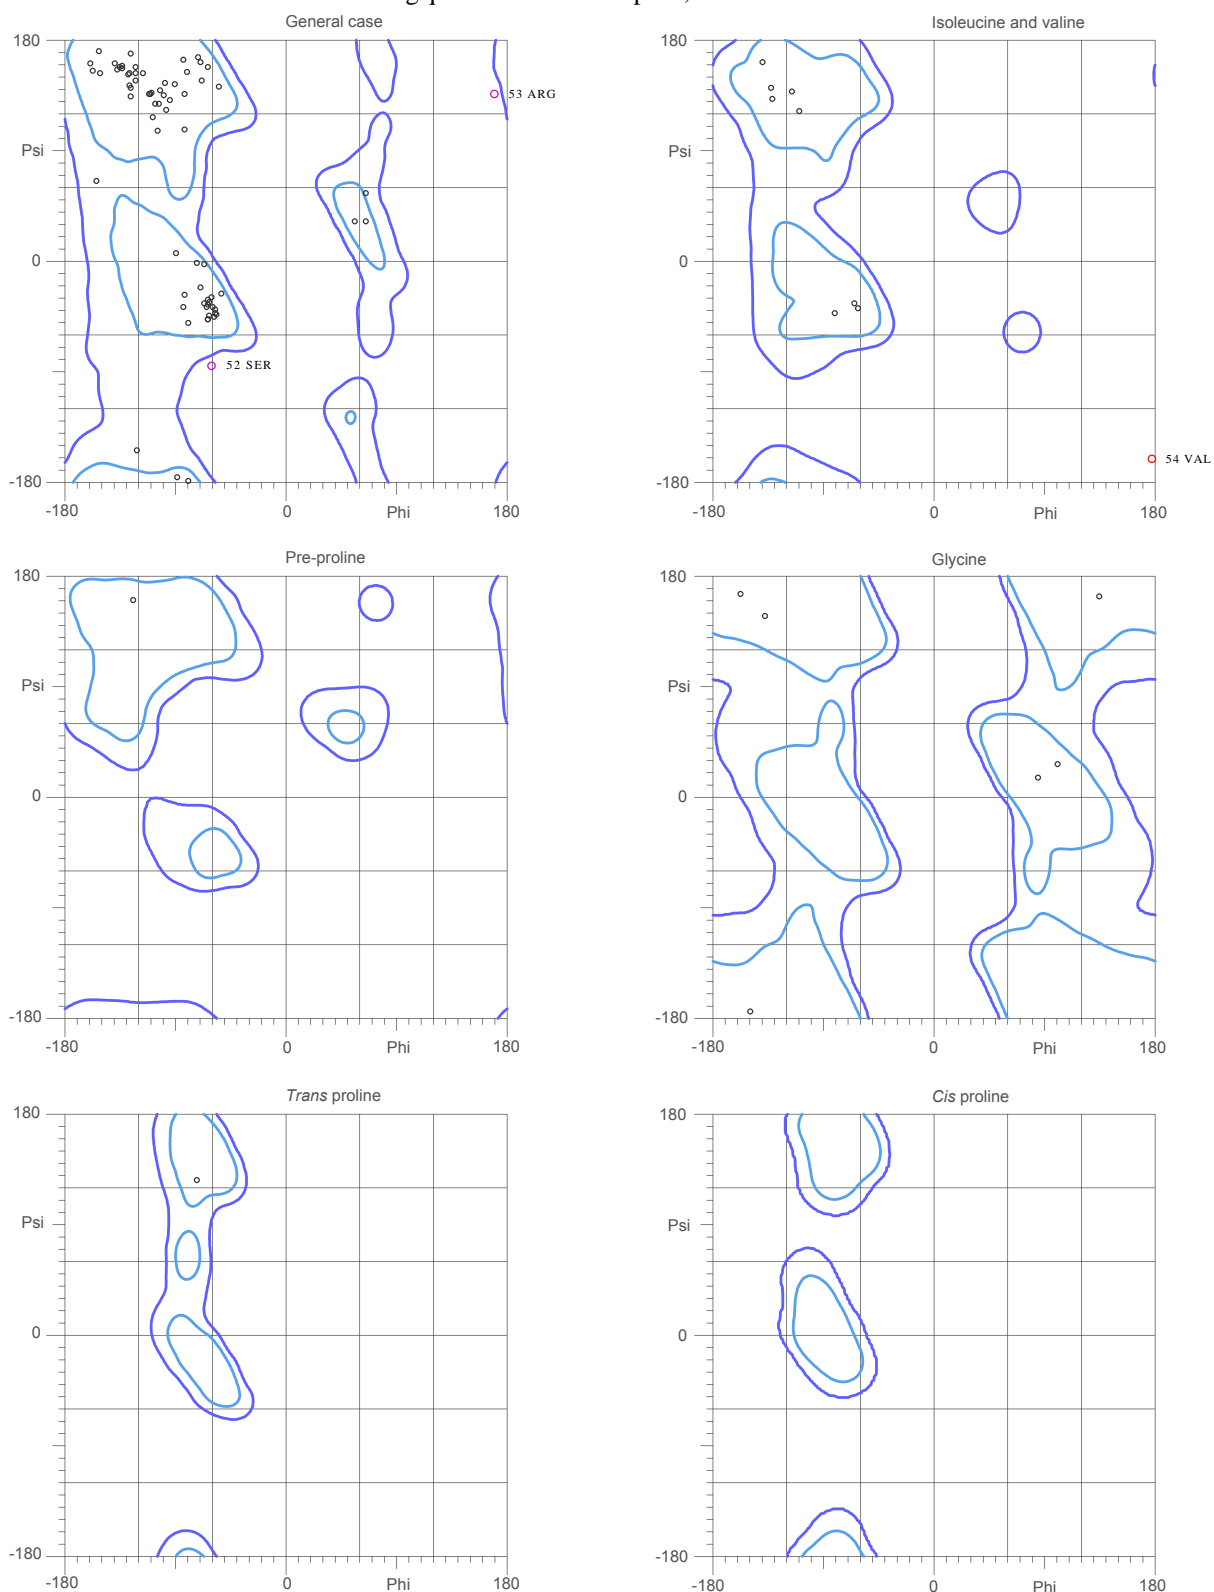 General case
Isoleucine and valine
180
180
53 ARG
Psi
Psi
0
0
52 SER
54 VAL
-180
-180
-180
0
Phi
180
-180
0
Phi
180
Pre-proline
Glycine
180
180
Psi
Psi
0
0
-180
-180
-180
0
Phi
180
-180
0
Phi
180
Trans proline
Cis proline
180
180
Psi
Psi
0
0
-180
-180
-180
0
Phi
180
-180
0
Phi
180